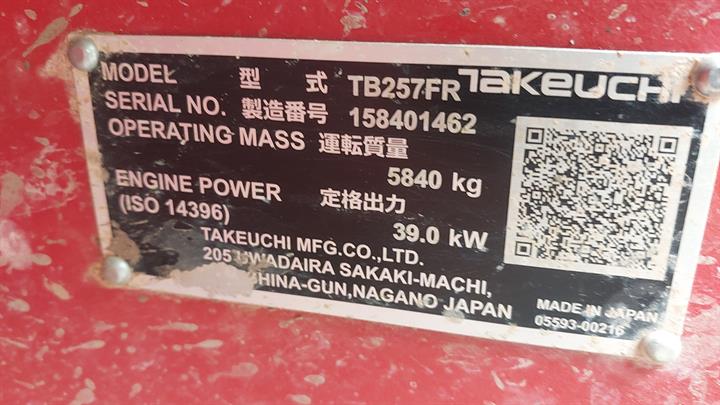 MODEL 型式 TB257FR TAKEUCHI
SERIAL NO. 製造番号 158401462
OPERATING MASS 運転質量
5840 kg
ENGINE POWER 定格出力
(ISO 14396) 39.0 kW
TAKEUCHI MFG.CO.,LTD.
205 UWADAIRA SAKAKI-MACHI,
HINA-GUN,NAGANO JAPAN
MADE IN JAPAN
05593-00216